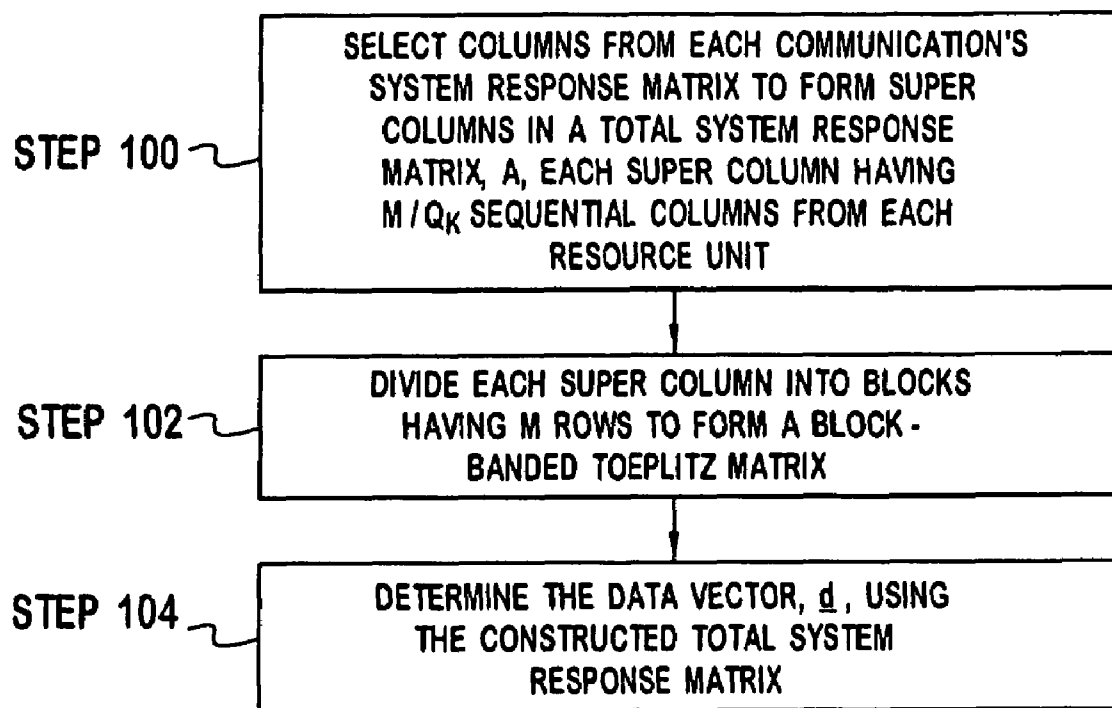 SELECT COLUMNS FROM EACH COMMUNICATION'S
SYSTEM RESPONSE MATRIX TO FORM SUPER
COLUMNS IN A TOTAL SYSTEM RESPONSE
MATRIX, A, EACH SUPER COLUMN HAVING
M / QK SEQUENTIAL COLUMNS FROM EACH
RESOURCE UNIT
STEP 100
DIVIDE EACH SUPER COLUMN INTO BLOCKS
HAVING M ROWS TO FORM A BLOCK -
BANDED TOEPLITZ MATRIX
STEP 102
DETERMINE THE DATA VECTOR, d, USING
THE CONSTRUCTED TOTAL SYSTEM
RESPONSE MATRIX
STEP 104